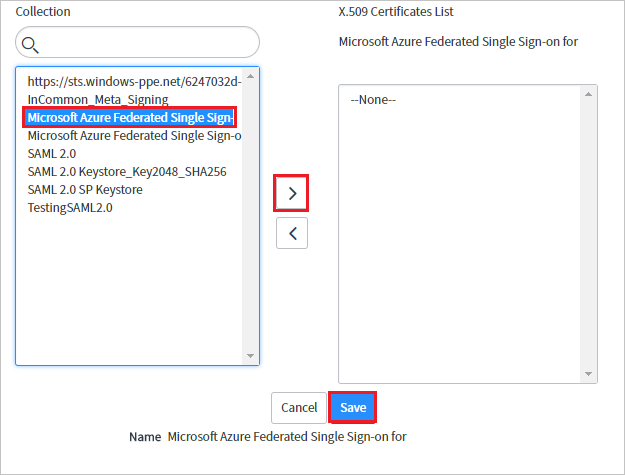 Collection
https://sts.windows-ppe.net/6247032d-
InCommon_Meta_Signing
Microsoft Azure Federated Single Sign-
Microsoft Azure Federated Single Sign-o
SAML 2.0
SAML 2.0 Keystore_Key2048_SHA256
SAML 2.0 SP Keystore
TestingSAML2.0
X.509 Certificates List
Microsoft Azure Federated Single Sign-on for
--None--
Cancel
Save
Name Microsoft Azure Federated Single Sign-on for